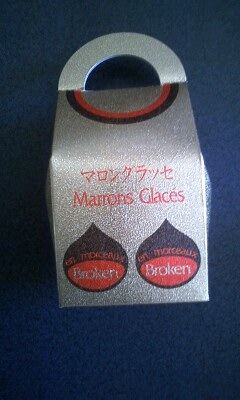 マロングラッセ
Marrons Glacés
en morceaux
Broken
en morceaux
Broken